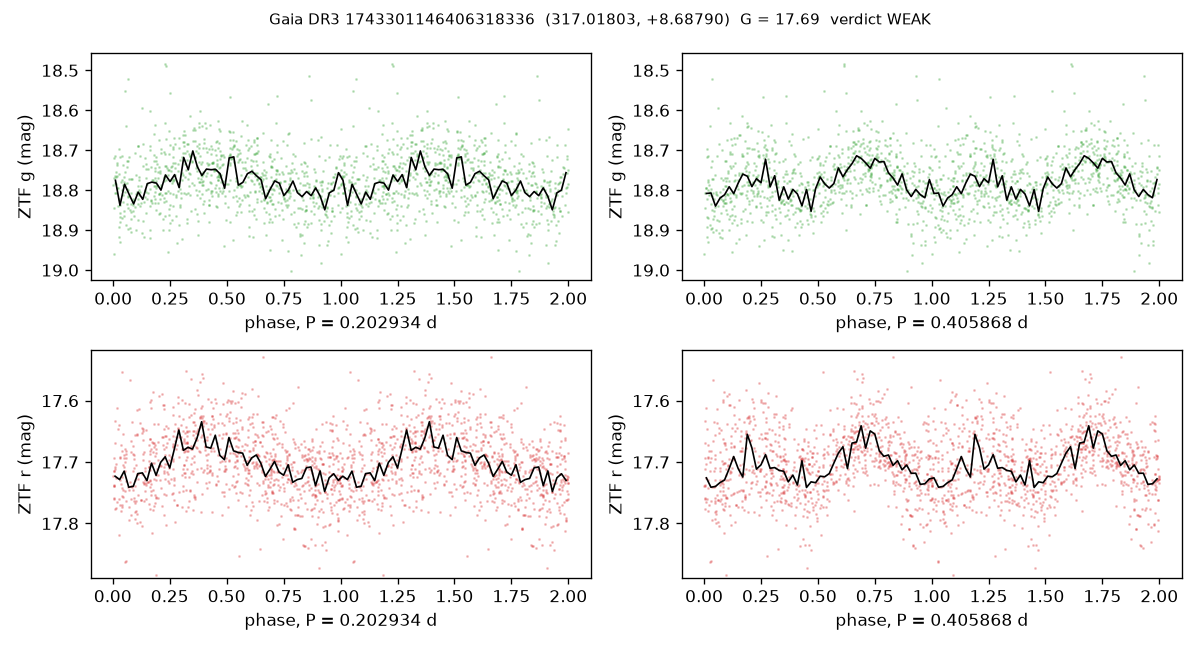 Gaia DR3 1743301146406318336  (317.01803, +8.68790)  G = 17.69  verdict WEAK
ZTF g (mag)
18.5
18.6
18.7
18.8
18.9
19.0
0.00 0.25 0.50 0.75 1.00 1.25 1.50 1.75 2.00
phase, P = 0.202934 d
ZTF g (mag)
18.5
18.6
18.7
18.8
18.9
19.0
0.00 0.25 0.50 0.75 1.00 1.25 1.50 1.75 2.00
phase, P = 0.405868 d
ZTF r (mag)
17.6
17.7
17.8
0.00 0.25 0.50 0.75 1.00 1.25 1.50 1.75 2.00
phase, P = 0.202934 d
ZTF r (mag)
17.6
17.7
17.8
0.00 0.25 0.50 0.75 1.00 1.25 1.50 1.75 2.00
phase, P = 0.405868 d